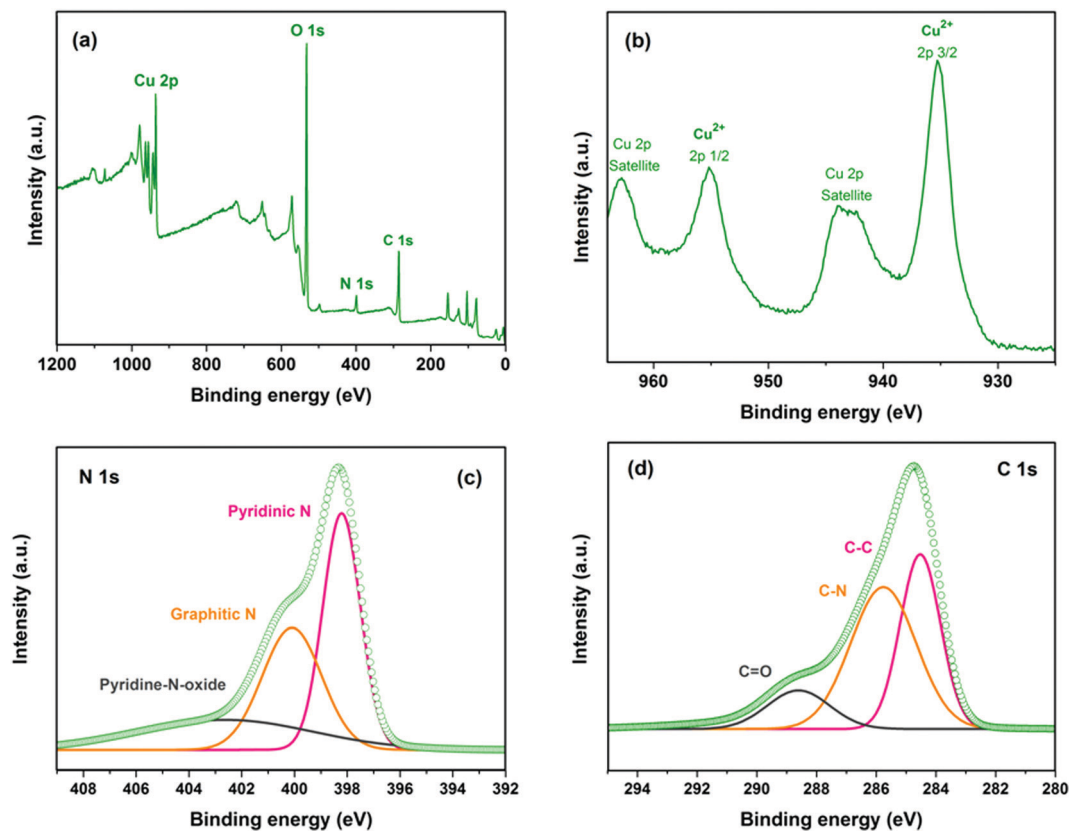 (a)
O 1s
Cu 2p
C 1s
N 1s
Intensity (a.u.)
1200 1000 800 600 400 200 0
Binding energy (eV)
(b)
Cu²⁺
2p 3/2
Cu 2p
Satellite
Cu²⁺
2p 1/2
Cu 2p
Satellite
Intensity (a.u.)
960 950 940 930
Binding energy (eV)
N 1s
(c)
Pyridinic N
Graphitic N
Pyridine-N-oxide
Intensity (a.u.)
408 406 404 402 400 398 396 394 392
Binding energy (eV)
(d)
C 1s
C-C
C-N
C=O
Intensity (a.u.)
294 292 290 288 286 284 282 280
Binding energy (eV)